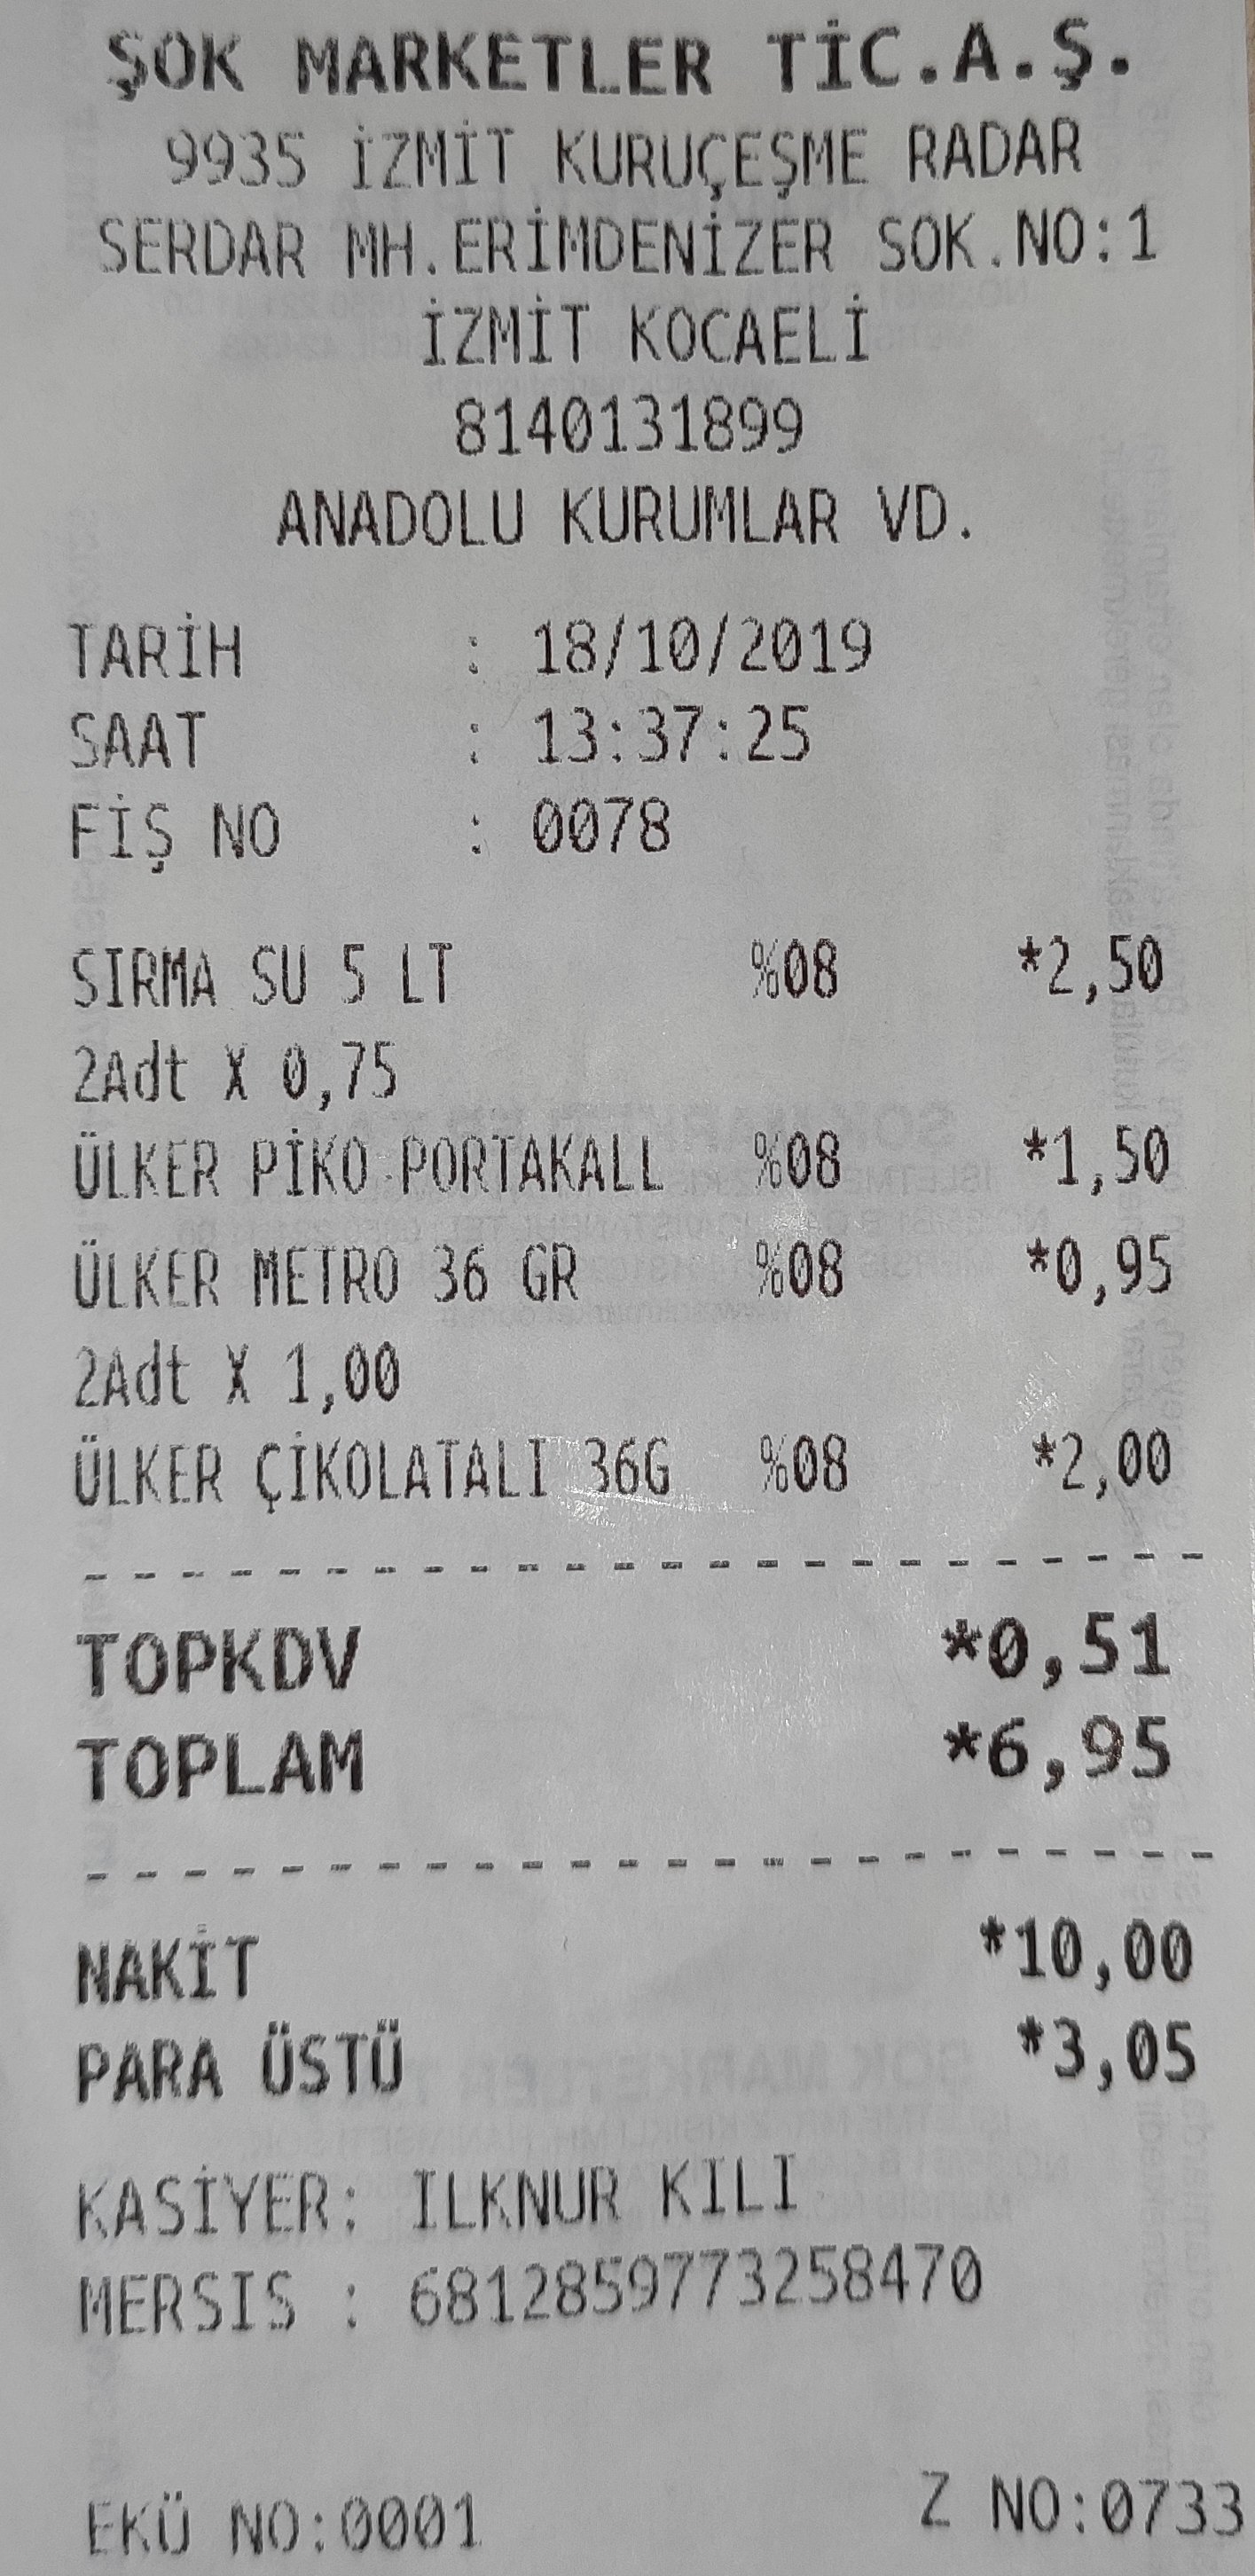 ŞOK MARKETLER TİC.A.Ş.
9935 İZMİT KURUÇEŞME RADAR
SERDAR MH.ERİMDENİZER SOK.NO:1
İZMİT KOCAELİ
8140131899
ANADOLU KURUMLAR VD.
TARİH : 18/10/2019
SAAT : 13:37:25
FİŞ NO : 0078
SIRMA SU 5 LT %08 *2,50
2Adt X 0,75
ÜLKER PİKO PORTAKALL %08 *1,50
ÜLKER METRO 36 GR %08 *0,95
2Adt X 1,00
ÜLKER ÇİKOLATALI 36G %08 *2,00
TOPKDV *0,51
TOPLAM *6,95
NAKİT *10,00
PARA ÜSTÜ *3,05
KASİYER: ILKNUR KILI
MERSIS : 6812859773258470
EKÜ NO:0001 Z NO:0733